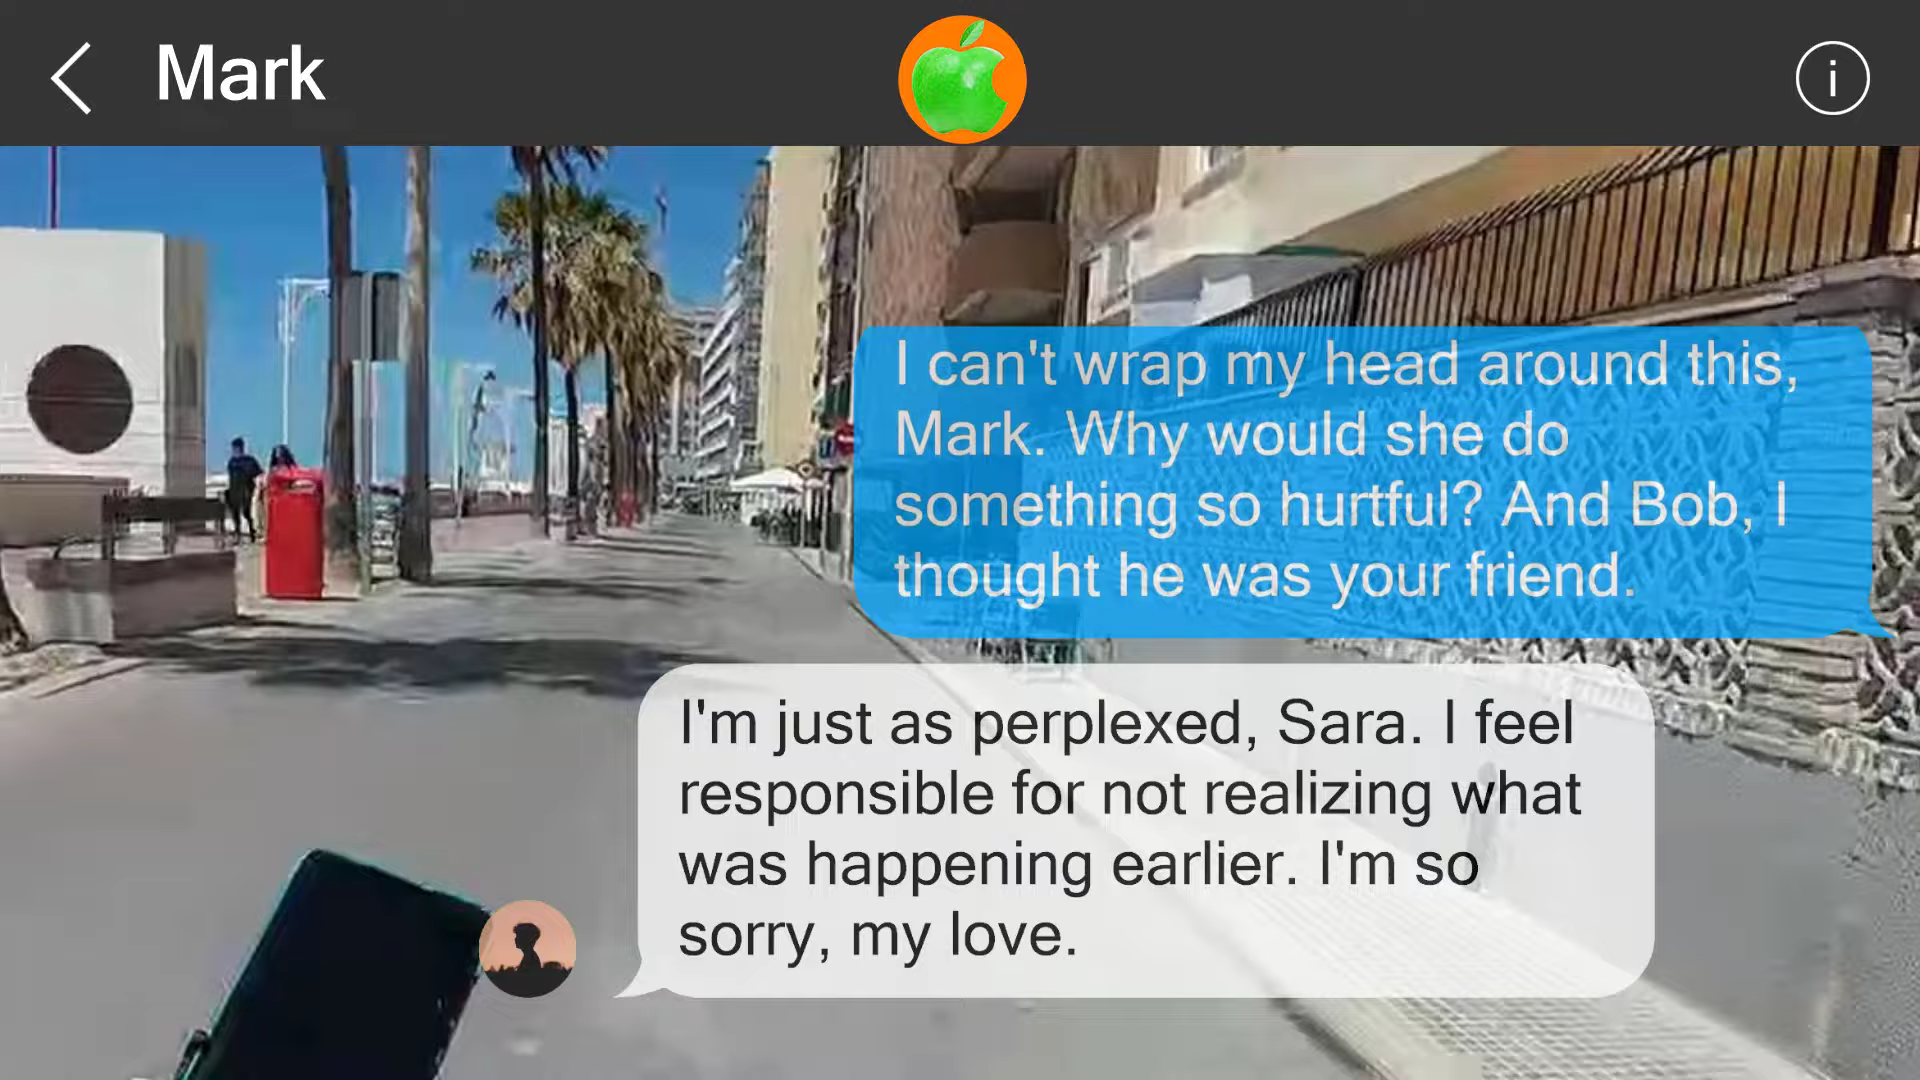 Mark
i
I can't wrap my head around this,
Mark. Why would she do
something so hurtful? And Bob, I
thought he was your friend.
I'm just as perplexed, Sara. I feel
responsible for not realizing what
was happening earlier. I'm so
sorry, my love.